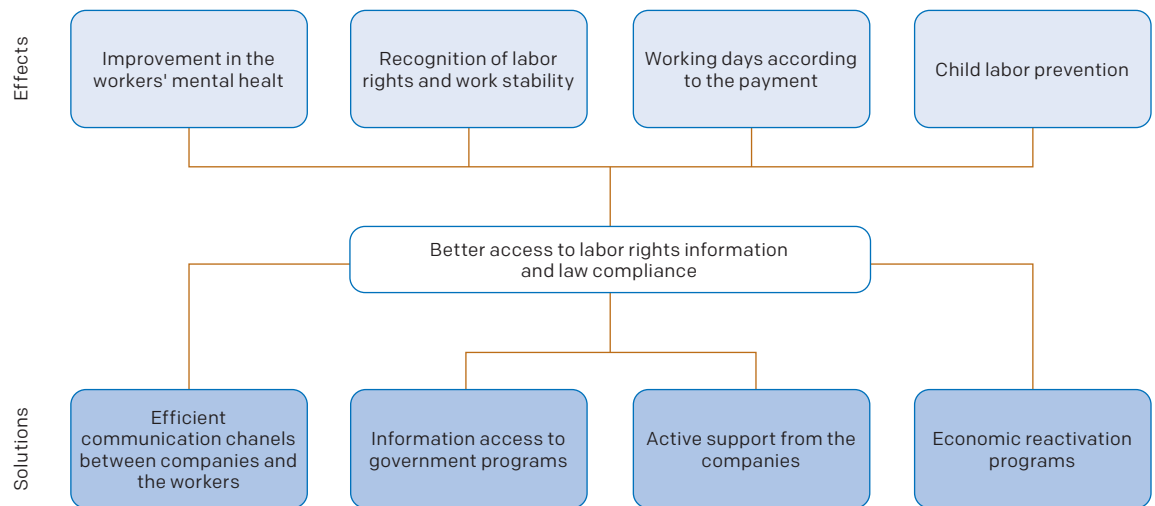 Effects
Improvement in the
workers' mental healt
Recognition of labor
rights and work stability
Working days according
to the payment
Child labor prevention
Better access to labor rights information
and law compliance
Solutions
Efficient
communication chanels
between companies and
the workers
Information access to
government programs
Active support from the
companies
Economic reactivation
programs